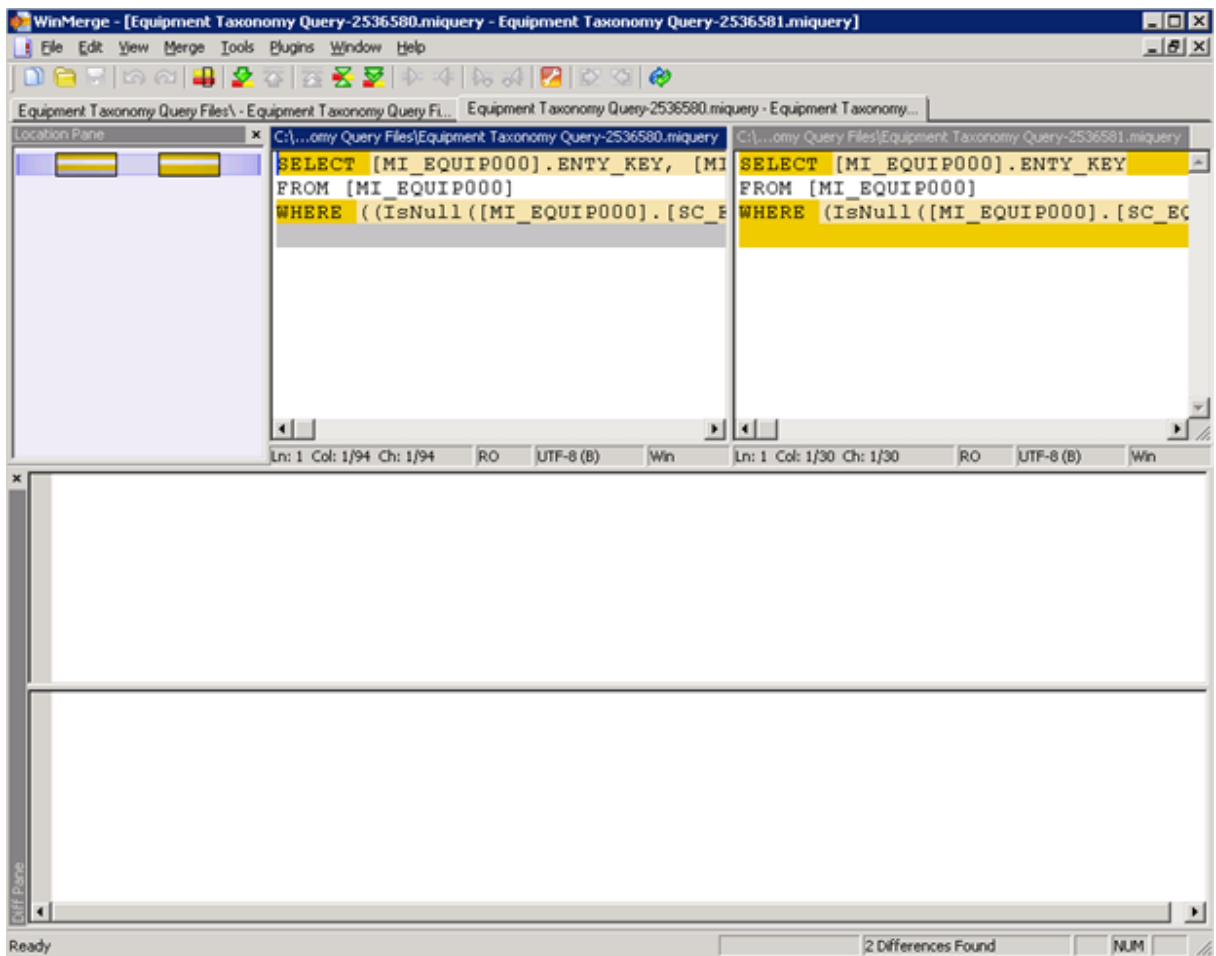 WinMerge - [Equipment Taxonomy Query-2536580.miquery - Equipment Taxonomy Query-2536581.miquery]
File Edit View Merge Tools Plugins Window Help
Equipment Taxonomy Query Files\ - Equipment Taxonomy Query Fi... Equipment Taxonomy Query-2536580.miquery - Equipment Taxonomy...
Location Pane
C:\...omy Query Files\Equipment Taxonomy Query-2536580.miquery
SELECT [MI_EQUIP000].ENTY_KEY, [MI
FROM [MI_EQUIP000]
WHERE ((IsNull([MI_EQUIP000].[SC_E
Ln: 1 Col: 1/94 Ch: 1/94 RO UTF-8 (B) Win
C:\...omy Query Files\Equipment Taxonomy Query-2536581.miquery
SELECT [MI_EQUIP000].ENTY_KEY
FROM [MI_EQUIP000]
WHERE (IsNull([MI_EQUIP000].[SC_EQ
Ln: 1 Col: 1/30 Ch: 1/30 RO UTF-8 (B) Win
Diff Pane
Ready 2 Differences Found NUM